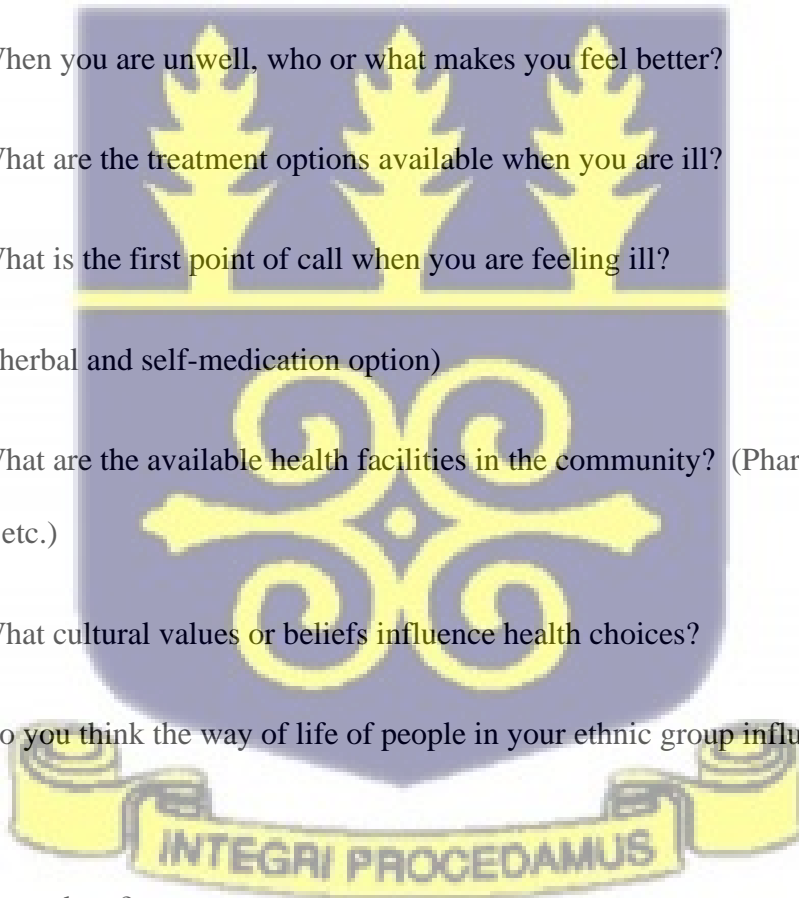 hen you are unwell, who or what makes you feel better?
hat are the treatment options available when you are ill?
hat is the first point of call when you are feeling ill?
herbal and self-medication option)
hat are the available health facilities in the community? (Phar
etc.)
hat cultural values or beliefs influence health choices?
o you think the way of life of people in your ethnic group influ
INTEGRI PROCEDAMUS